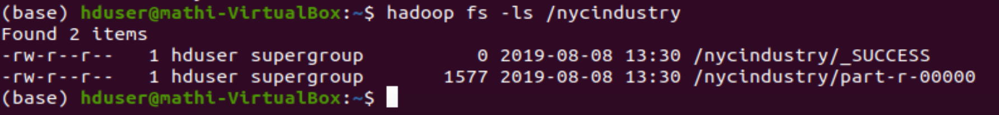 (base) hduser@mathi-VirtualBox:~$ hadoop fs -ls /nycindustry
Found 2 items
-rw-r--r--   1 hduser supergroup          0 2019-08-08 13:30 /nycindustry/_SUCCESS
-rw-r--r--   1 hduser supergroup       1577 2019-08-08 13:30 /nycindustry/part-r-00000
(base) hduser@mathi-VirtualBox:~$